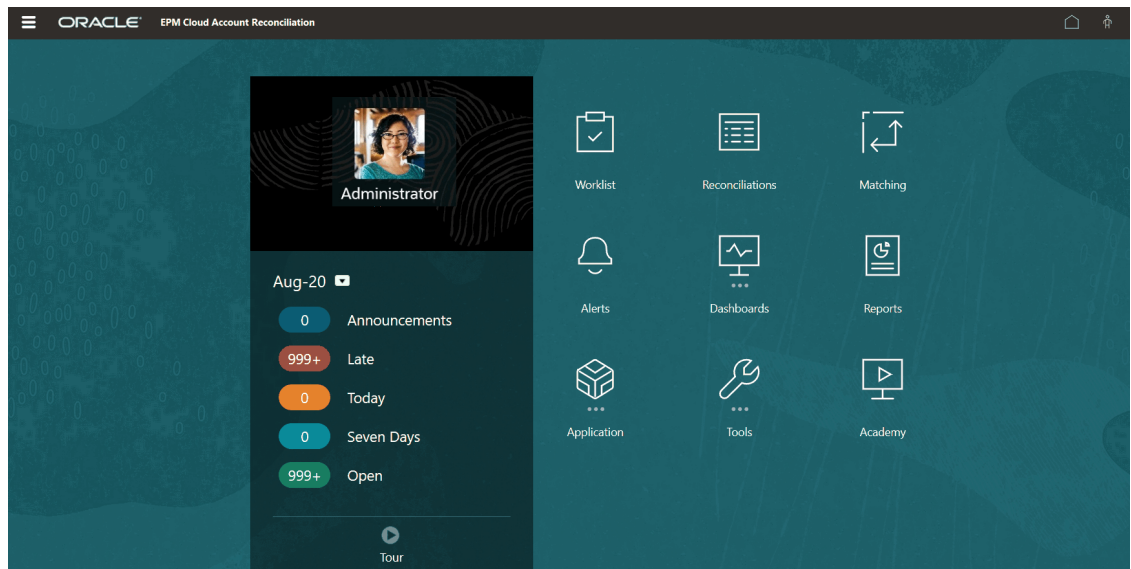 ORACLE EPM Cloud Account Reconciliation
Administrator
Aug-20
0 Announcements
999+ Late
0 Today
0 Seven Days
999+ Open
Tour
Worklist Reconciliations Matching
Alerts Dashboards Reports
Application Tools Academy